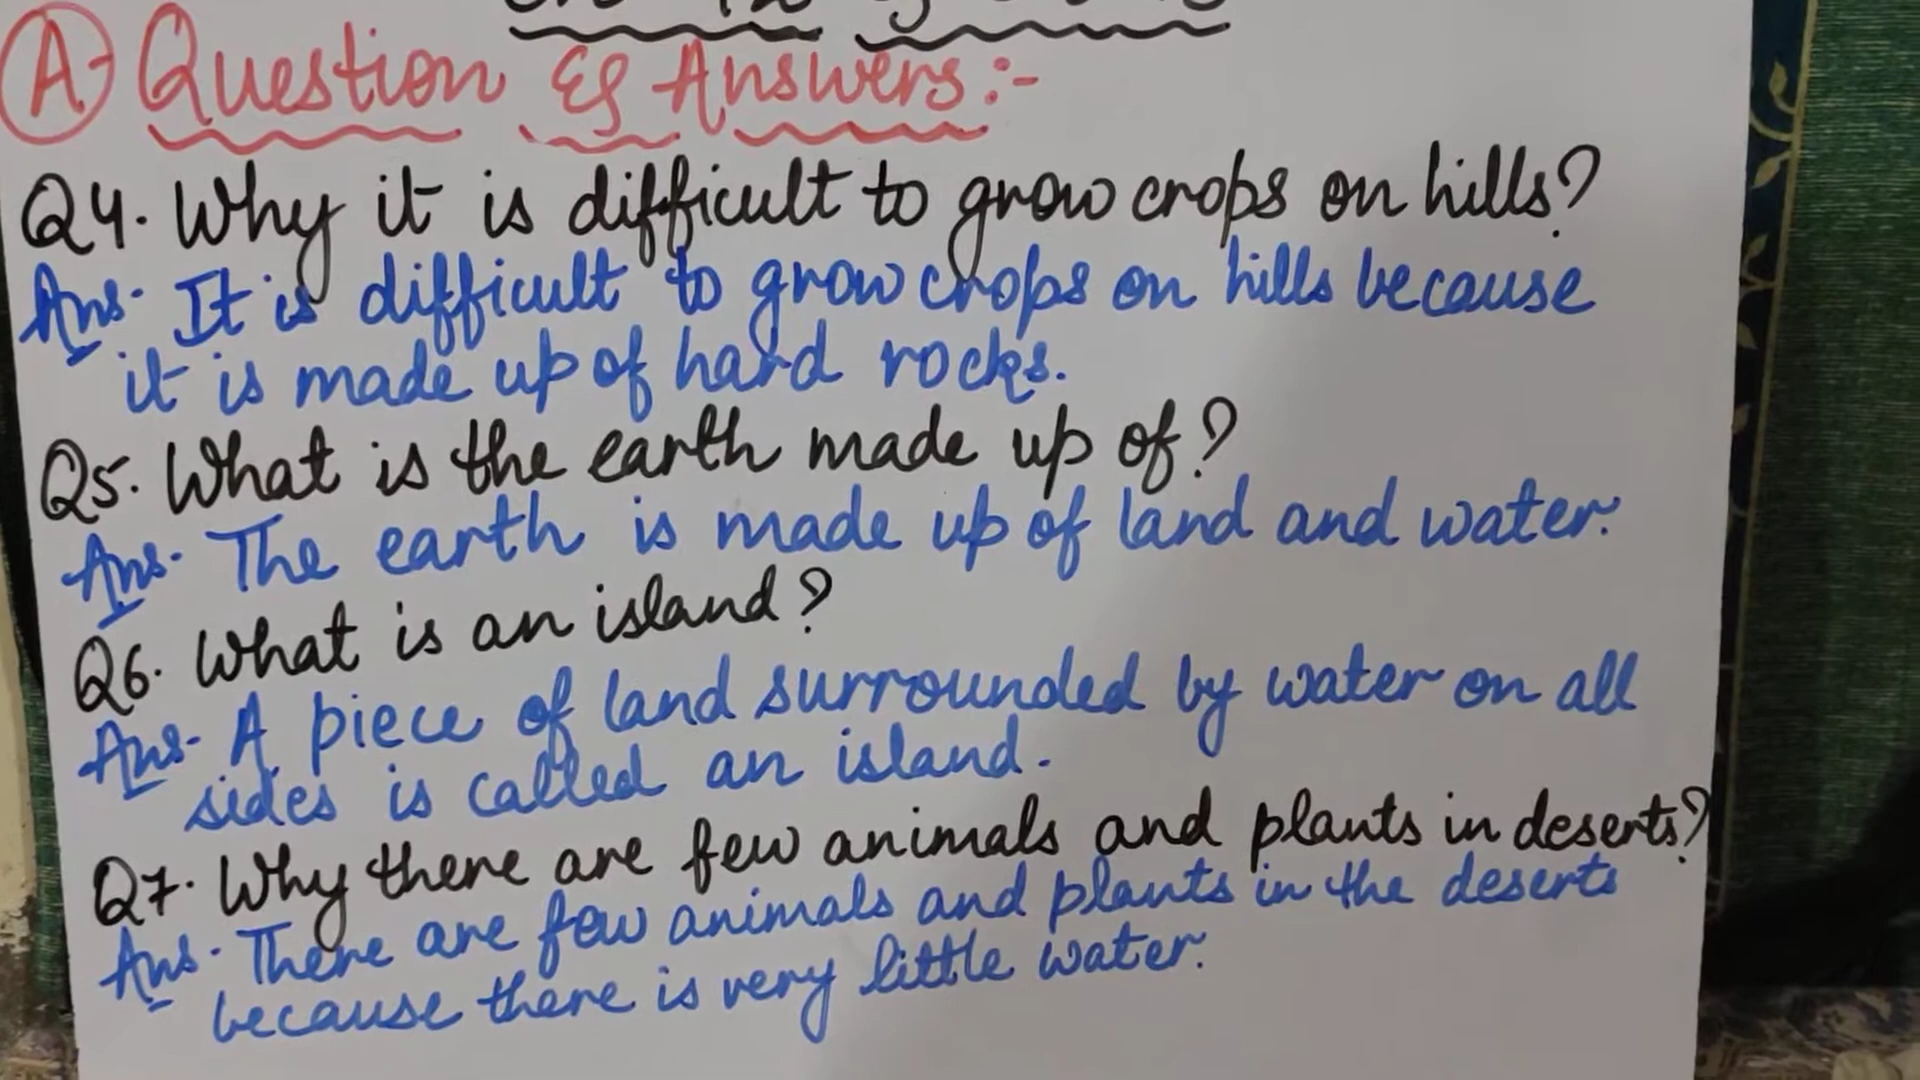 A) Question & Answers:-
Q4. Why it is difficult to grow crops on hills?
Ans- It is difficult to grow crops on hills because
it is made up of hard rocks.
Q5. What is the earth made up of?
Ans- The earth is made up of land and water.
Q6. What is an island?
Ans- A piece of land surrounded by water on all
sides is called an island.
Q7. Why there are few animals and plants in deserts?
Ans- There are few animals and plants in the deserts
because there is very little water.